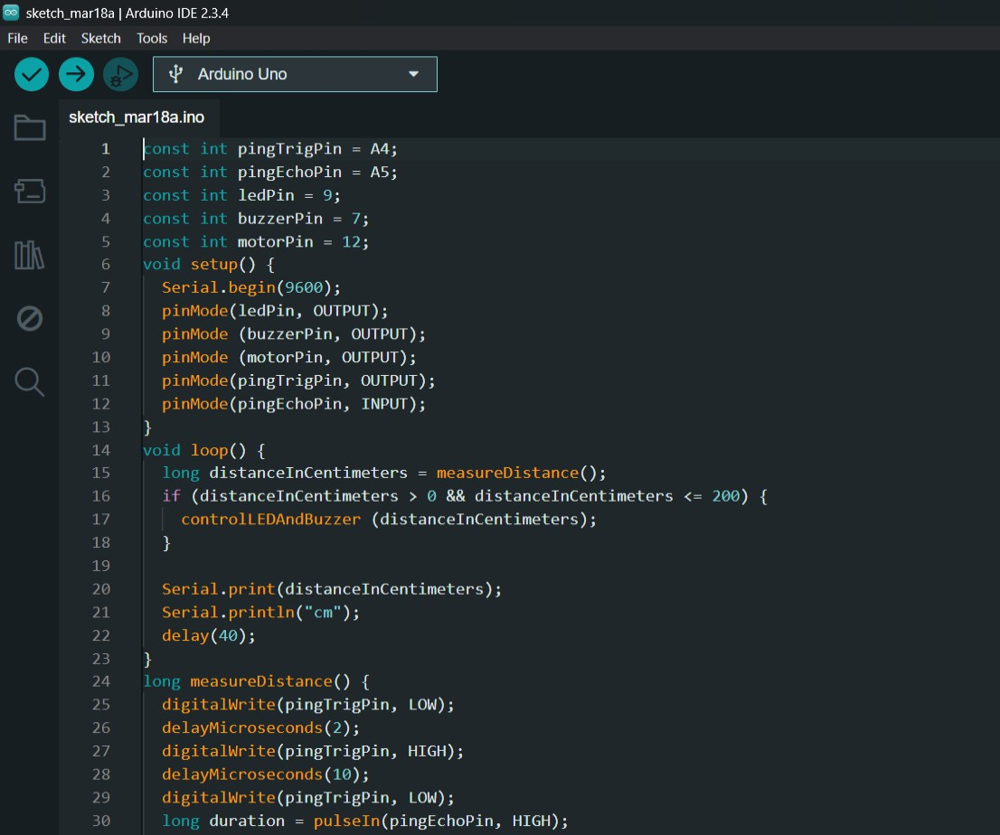 sketch_mar18a | Arduino IDE 2.3.4
File Edit Sketch Tools Help
Arduino Uno
sketch_mar18a.ino
1 const int pingTrigPin = A4;
2 const int pingEchoPin = A5;
3 const int ledPin = 9;
4 const int buzzerPin = 7;
5 const int motorPin = 12;
6 void setup() {
7 Serial.begin(9600);
8 pinMode(ledPin, OUTPUT);
9 pinMode (buzzerPin, OUTPUT);
10 pinMode (motorPin, OUTPUT);
11 pinMode(pingTrigPin, OUTPUT);
12 pinMode(pingEchoPin, INPUT);
13 }
14 void loop() {
15 long distanceInCentimeters = measureDistance();
16 if (distanceInCentimeters > 0 && distanceInCentimeters <= 200) {
17 controlLEDAndBuzzer (distanceInCentimeters);
18 }
19
20 Serial.print(distanceInCentimeters);
21 Serial.println("cm");
22 delay(40);
23 }
24 long measureDistance() {
25 digitalWrite(pingTrigPin, LOW);
26 delayMicroseconds(2);
27 digitalWrite(pingTrigPin, HIGH);
28 delayMicroseconds(10);
29 digitalWrite(pingTrigPin, LOW);
30 long duration = pulseIn(pingEchoPin, HIGH);